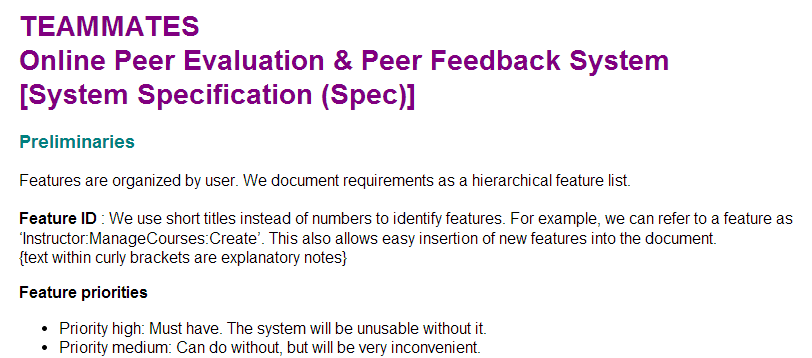 TEAMMATES
Online Peer Evaluation & Peer Feedback System
[System Specification (Spec)]
Preliminaries
Features are organized by user. We document requirements as a hierarchical feature list.
Feature ID : We use short titles instead of numbers to identify features. For example, we can refer to a feature as
‘Instructor:ManageCourses:Create’. This also allows easy insertion of new features into the document.
{text within curly brackets are explanatory notes}
Feature priorities
• Priority high: Must have. The system will be unusable without it.
• Priority medium: Can do without, but will be very inconvenient.